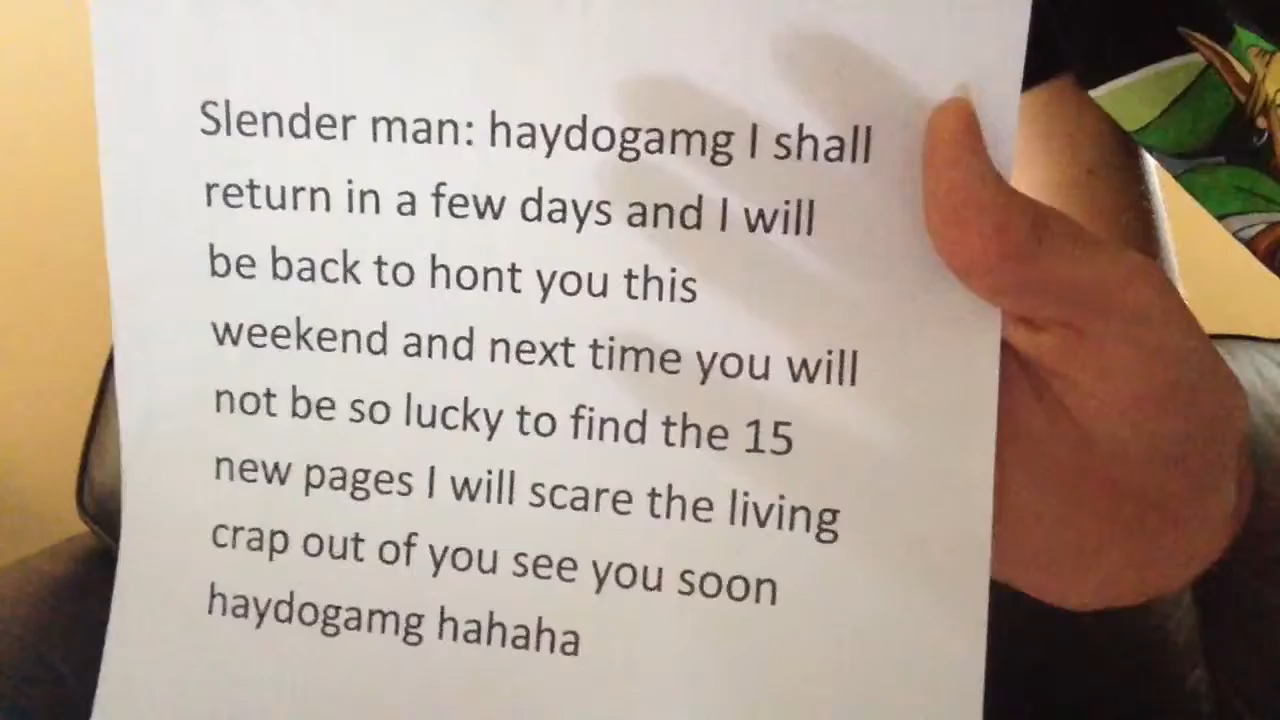 Slender man: haydogamg I shall
return in a few days and I will
be back to hont you this
weekend and next time you will
not be so lucky to find the 15
new pages I will scare the living
crap out of you see you soon
haydogamg hahaha